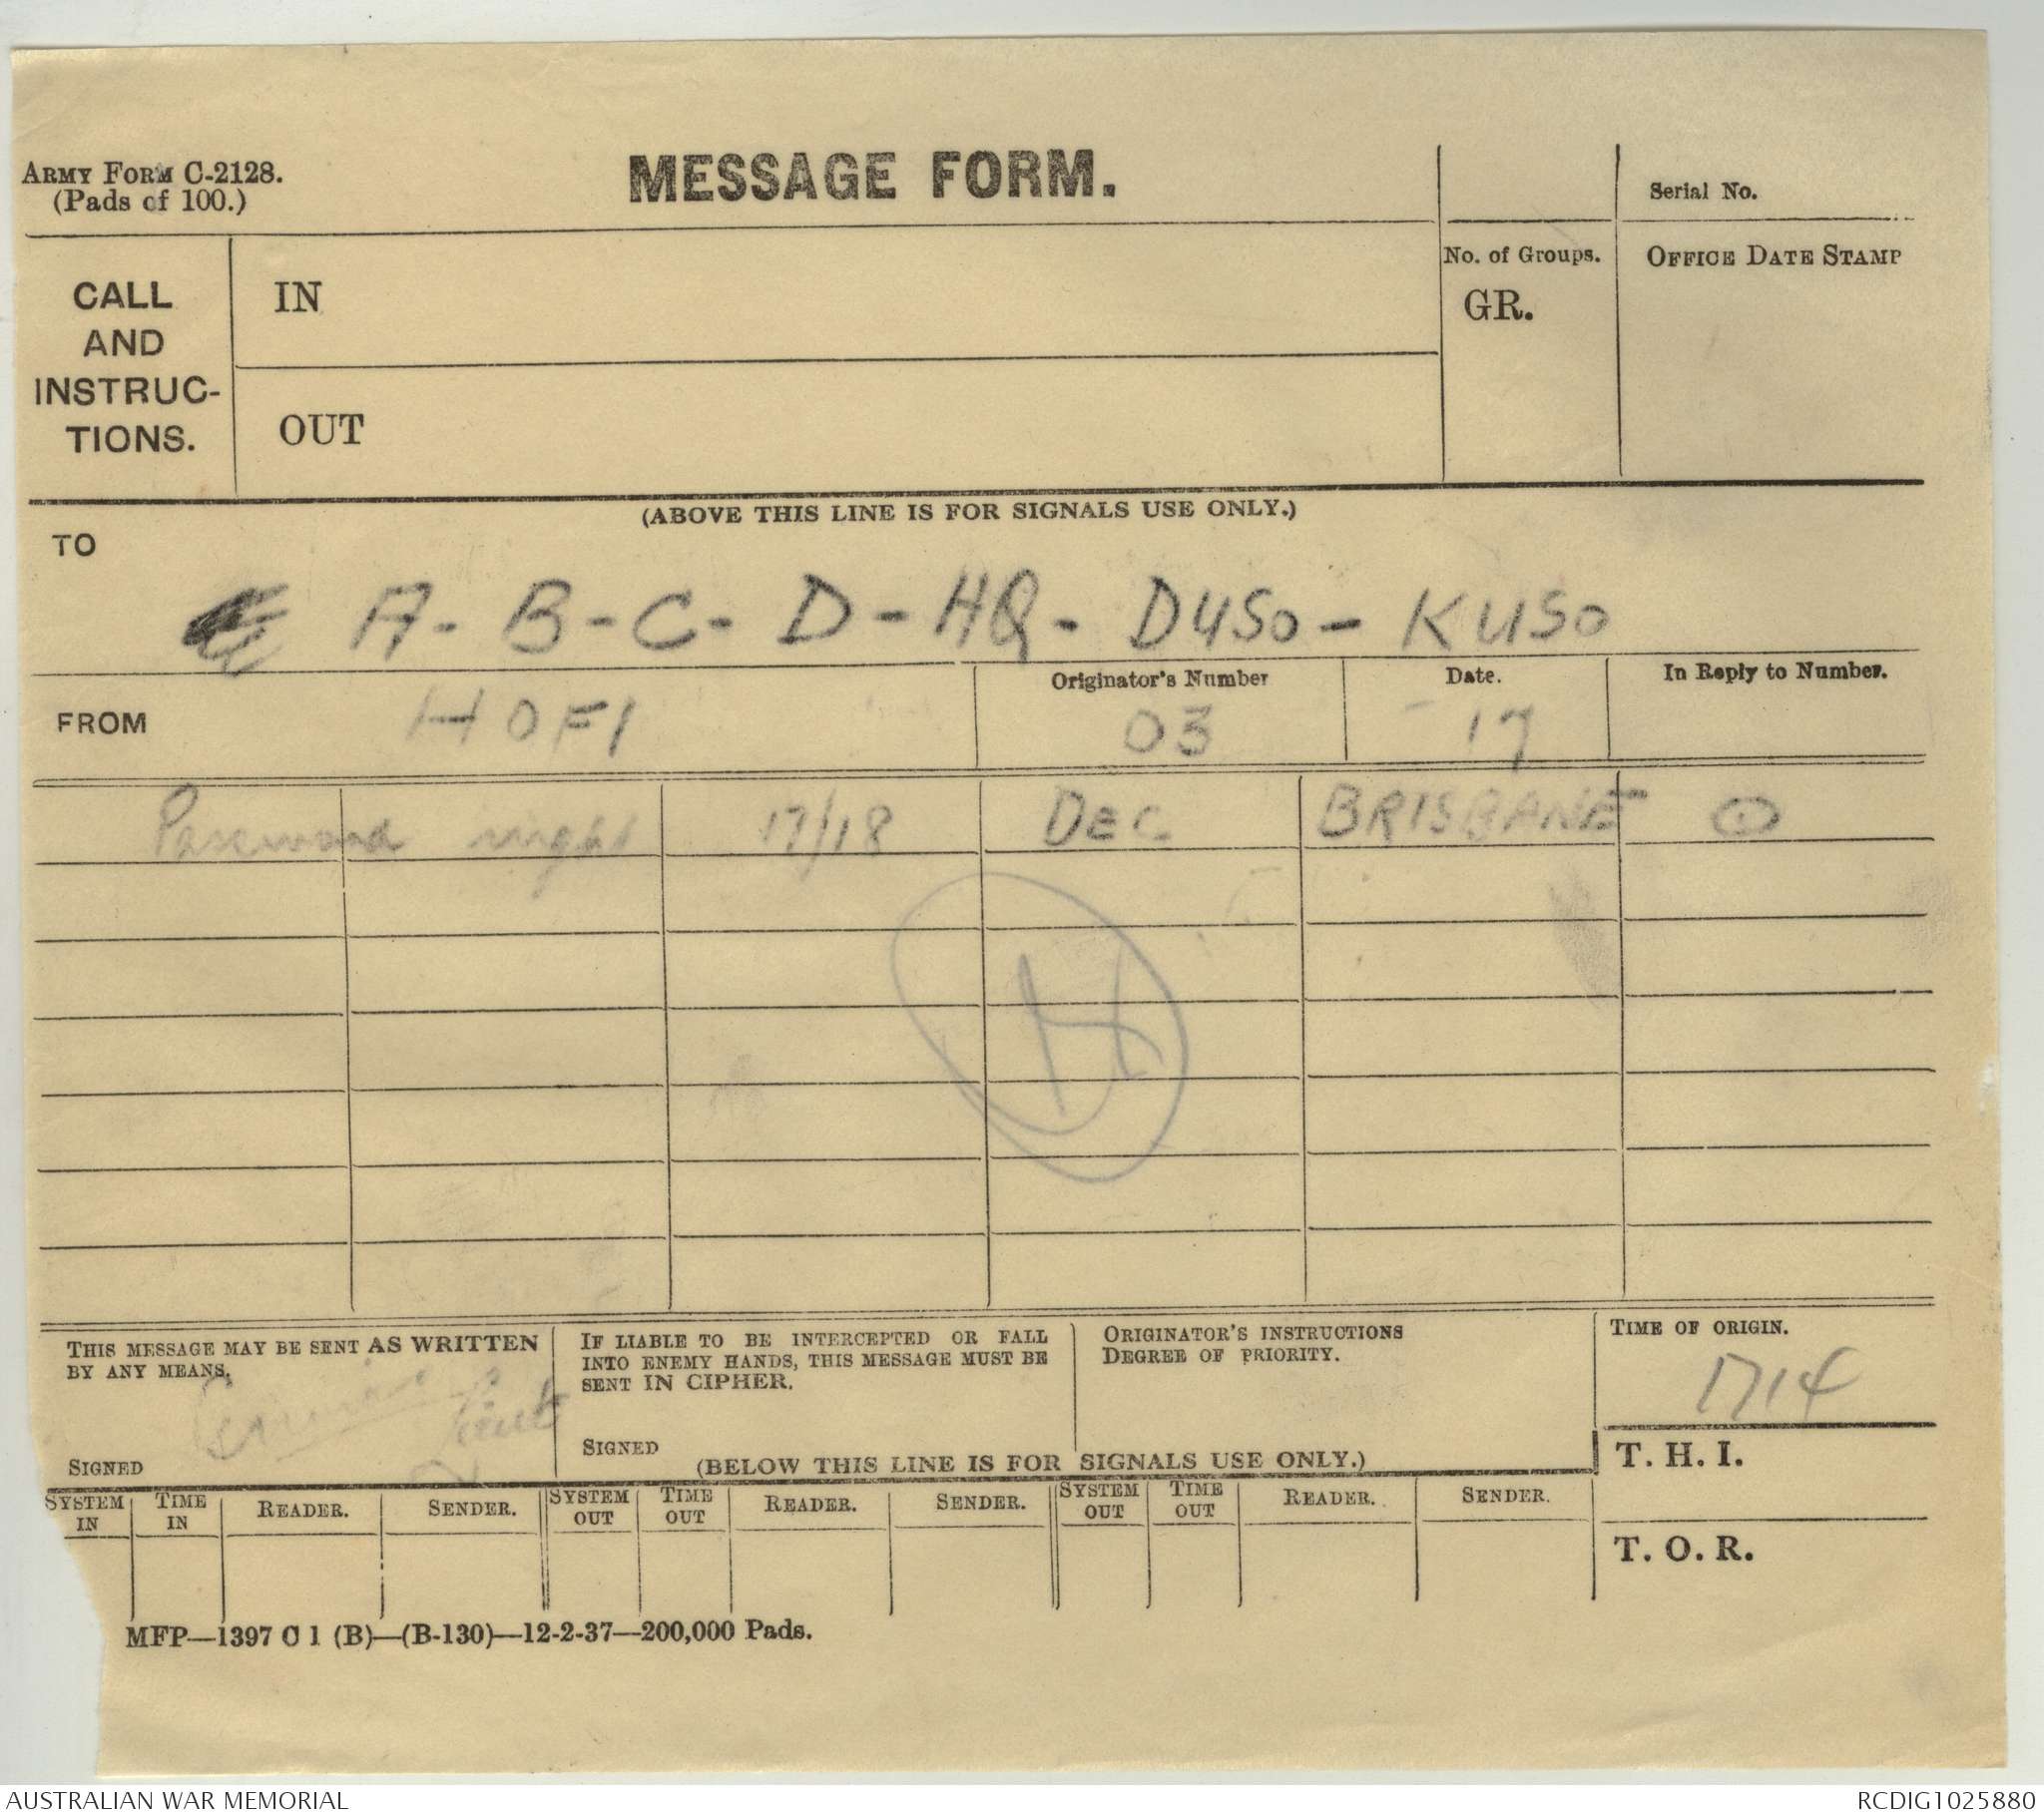 ARMY FORM C-2128.
(Pads of 100.)
MESSAGE FORM.
Serial No.
CALL
AND
INSTRUC-
TIONS.
IN
OUT
No. of Groups.
GR.
OFFICE DATE STAMP
(ABOVE THIS LINE IS FOR SIGNALS USE ONLY.)
TO
A - B - C - D - HQ - DUSO - KUSO
FROM
HOFI
Originator's Number
03
Date.
17
In Reply to Number.
Password night 17/18 DEC BRISBANE
H
THIS MESSAGE MAY BE SENT AS WRITTEN
BY ANY MEANS.
Lieut
SIGNED
IF LIABLE TO BE INTERCEPTED OR FALL
INTO ENEMY HANDS, THIS MESSAGE MUST BE
SENT IN CIPHER.
SIGNED
ORIGINATOR'S INSTRUCTIONS
DEGREE OF PRIORITY.
TIME OF ORIGIN.
1714
(BELOW THIS LINE IS FOR SIGNALS USE ONLY.)
T. H. I.
SYSTEM IN TIME IN READER. SENDER. SYSTEM OUT TIME OUT READER. SENDER. SYSTEM OUT TIME OUT READER. SENDER.
T. O. R.
MFP—1397 C 1 (B)—(B-130)—12-2-37—200,000 Pads.
AUSTRALIAN WAR MEMORIAL
RCDIG1025880